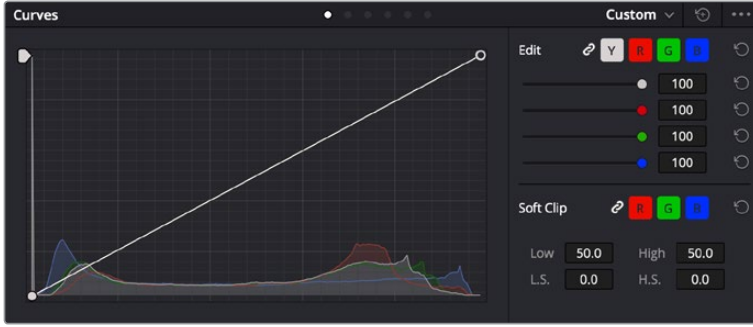 Curves
Custom
Edit
Y R G B
100
100
100
100
Soft Clip
R G B
Low 50.0 High 50.0
L.S. 0.0 H.S. 0.0